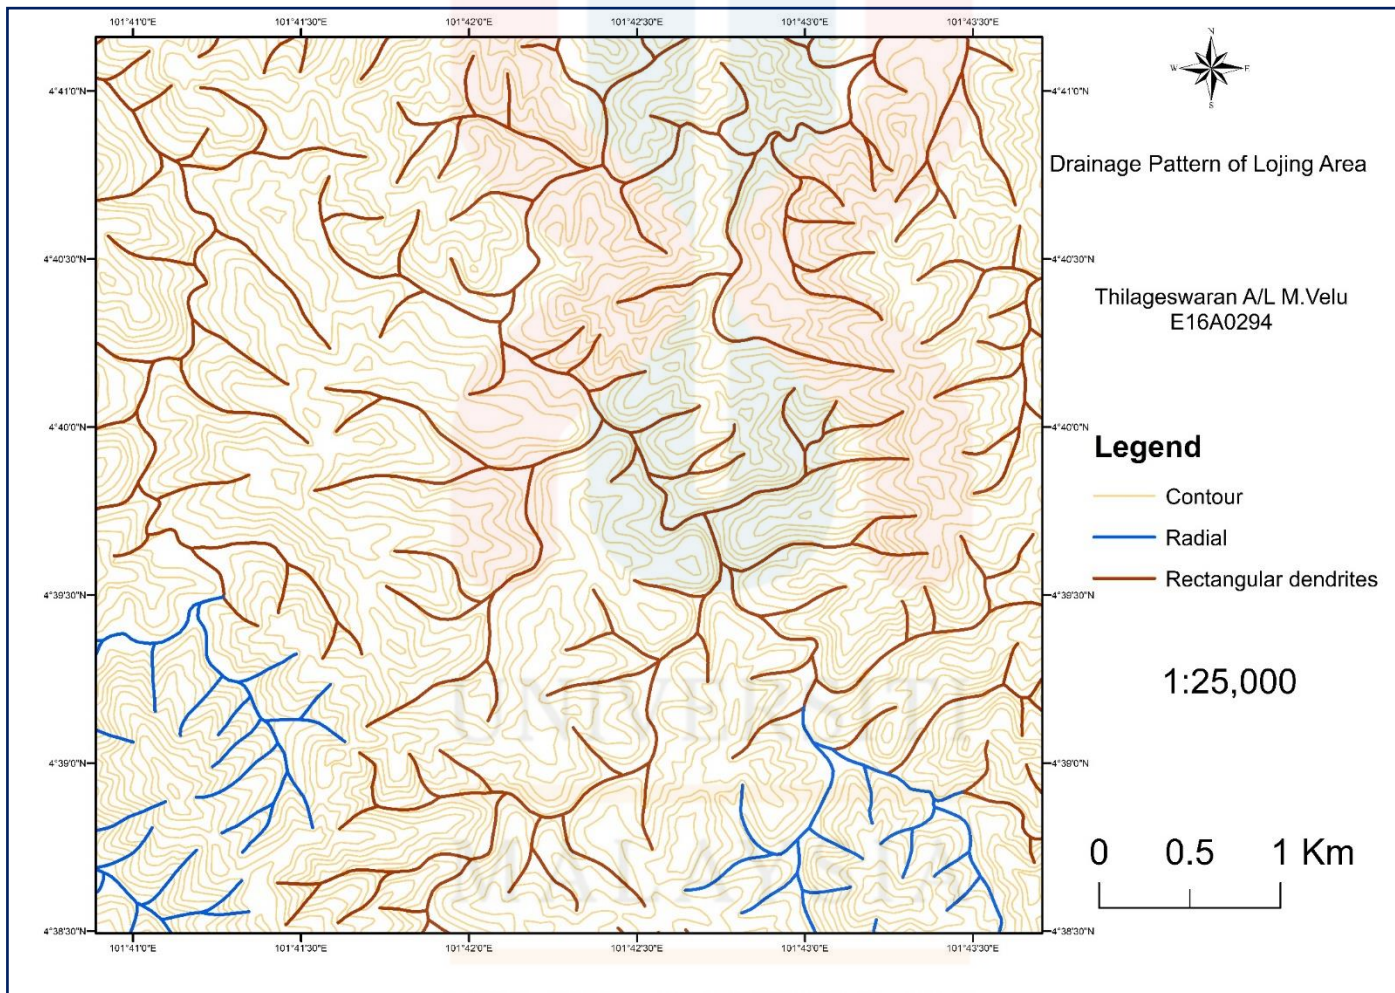 101°41'0"E 101°41'30"E 101°42'0"E 101°42'30"E 101°43'0"E 101°43'30"E
N
W E
S
4°41'0"N 4°41'0"N
Drainage Pattern of Lojing Area
4°40'30"N 4°40'30"N
Thilageswaran A/L M.Velu
E16A0294
4°40'0"N 4°40'0"N
Legend
Contour
Radial
Rectangular dendrites
4°39'30"N 4°39'30"N
1:25,000
UNIVERSITI
4°39'0"N 4°39'0"N
0 0.5 1 Km
MALAYSIA
4°38'30"N 4°38'30"N
101°41'0"E 101°41'30"E 101°42'0"E 101°42'30"E 101°43'0"E 101°43'30"E